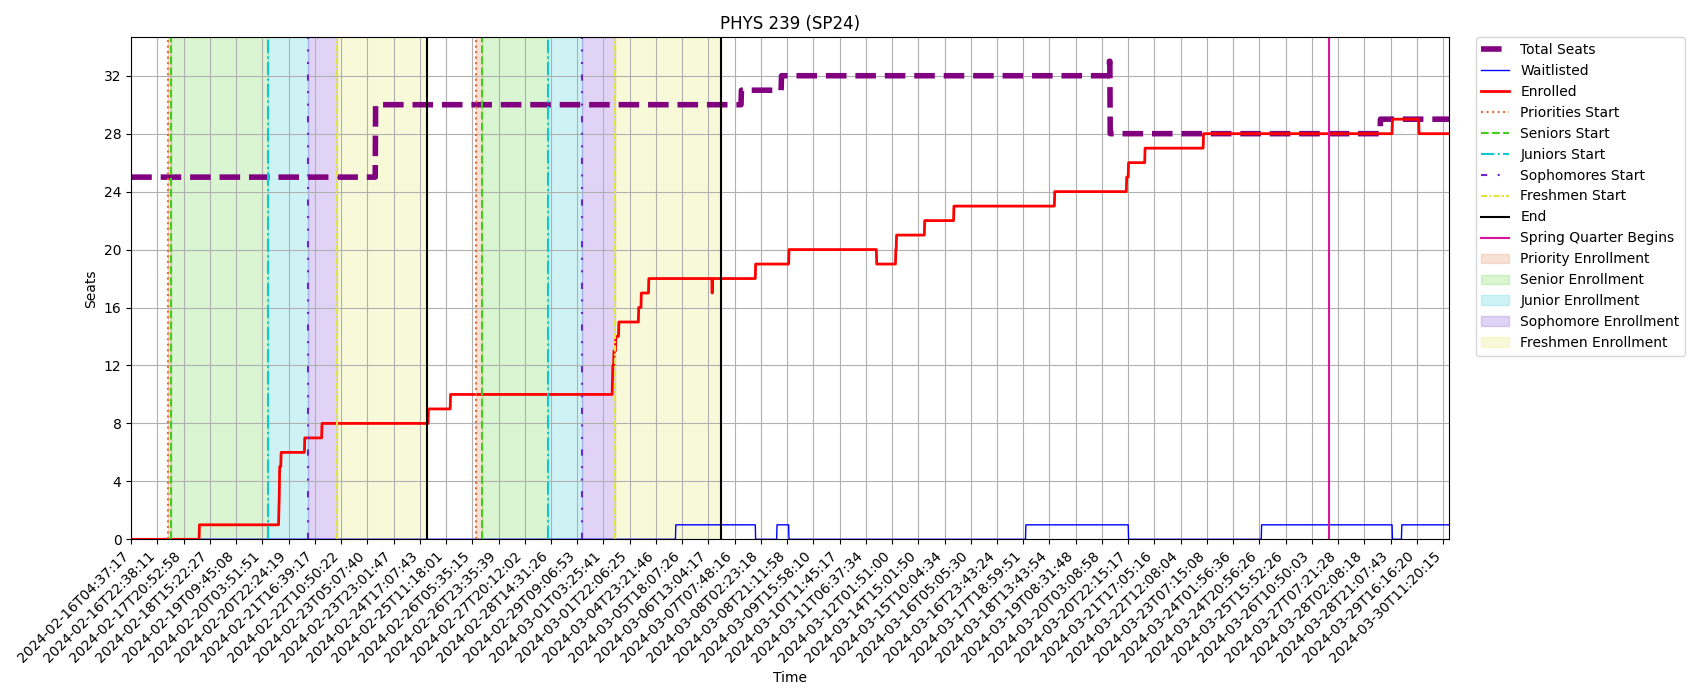 PHYS 239 (SP24)
Seats
32
28
24
20
16
12
8
4
0
2024-02-16T04:37:17
2024-02-16T22:38:11
2024-02-17T20:52:58
2024-02-18T15:22:27
2024-02-19T09:45:08
2024-02-20T03:51:51
2024-02-20T22:24:19
2024-02-21T16:39:17
2024-02-22T10:50:22
2024-02-23T05:07:40
2024-02-23T23:01:47
2024-02-24T17:07:43
2024-02-25T11:18:01
2024-02-26T05:35:15
2024-02-26T23:35:39
2024-02-27T20:12:02
2024-02-28T14:31:26
2024-02-29T09:06:53
2024-03-01T03:25:41
2024-03-01T22:06:25
2024-03-04T23:21:46
2024-03-05T18:07:26
2024-03-06T13:04:17
2024-03-07T07:48:16
2024-03-08T02:23:18
2024-03-08T21:11:58
2024-03-09T15:58:10
2024-03-10T11:45:17
2024-03-11T06:37:34
2024-03-12T01:51:00
2024-03-14T15:01:50
2024-03-15T10:04:34
2024-03-16T05:05:30
2024-03-16T23:43:24
2024-03-17T18:59:51
2024-03-18T13:43:54
2024-03-19T08:31:48
2024-03-20T03:08:58
2024-03-20T22:15:17
2024-03-21T17:05:16
2024-03-22T12:08:04
2024-03-23T07:15:08
2024-03-24T01:56:36
2024-03-24T20:56:26
2024-03-25T15:52:26
2024-03-26T10:50:03
2024-03-27T07:21:28
2024-03-28T02:08:18
2024-03-28T21:07:43
2024-03-29T16:16:20
2024-03-30T11:20:15
Time
Total Seats
Waitlisted
Enrolled
Priorities Start
Seniors Start
Juniors Start
Sophomores Start
Freshmen Start
End
Spring Quarter Begins
Priority Enrollment
Senior Enrollment
Junior Enrollment
Sophomore Enrollment
Freshmen Enrollment